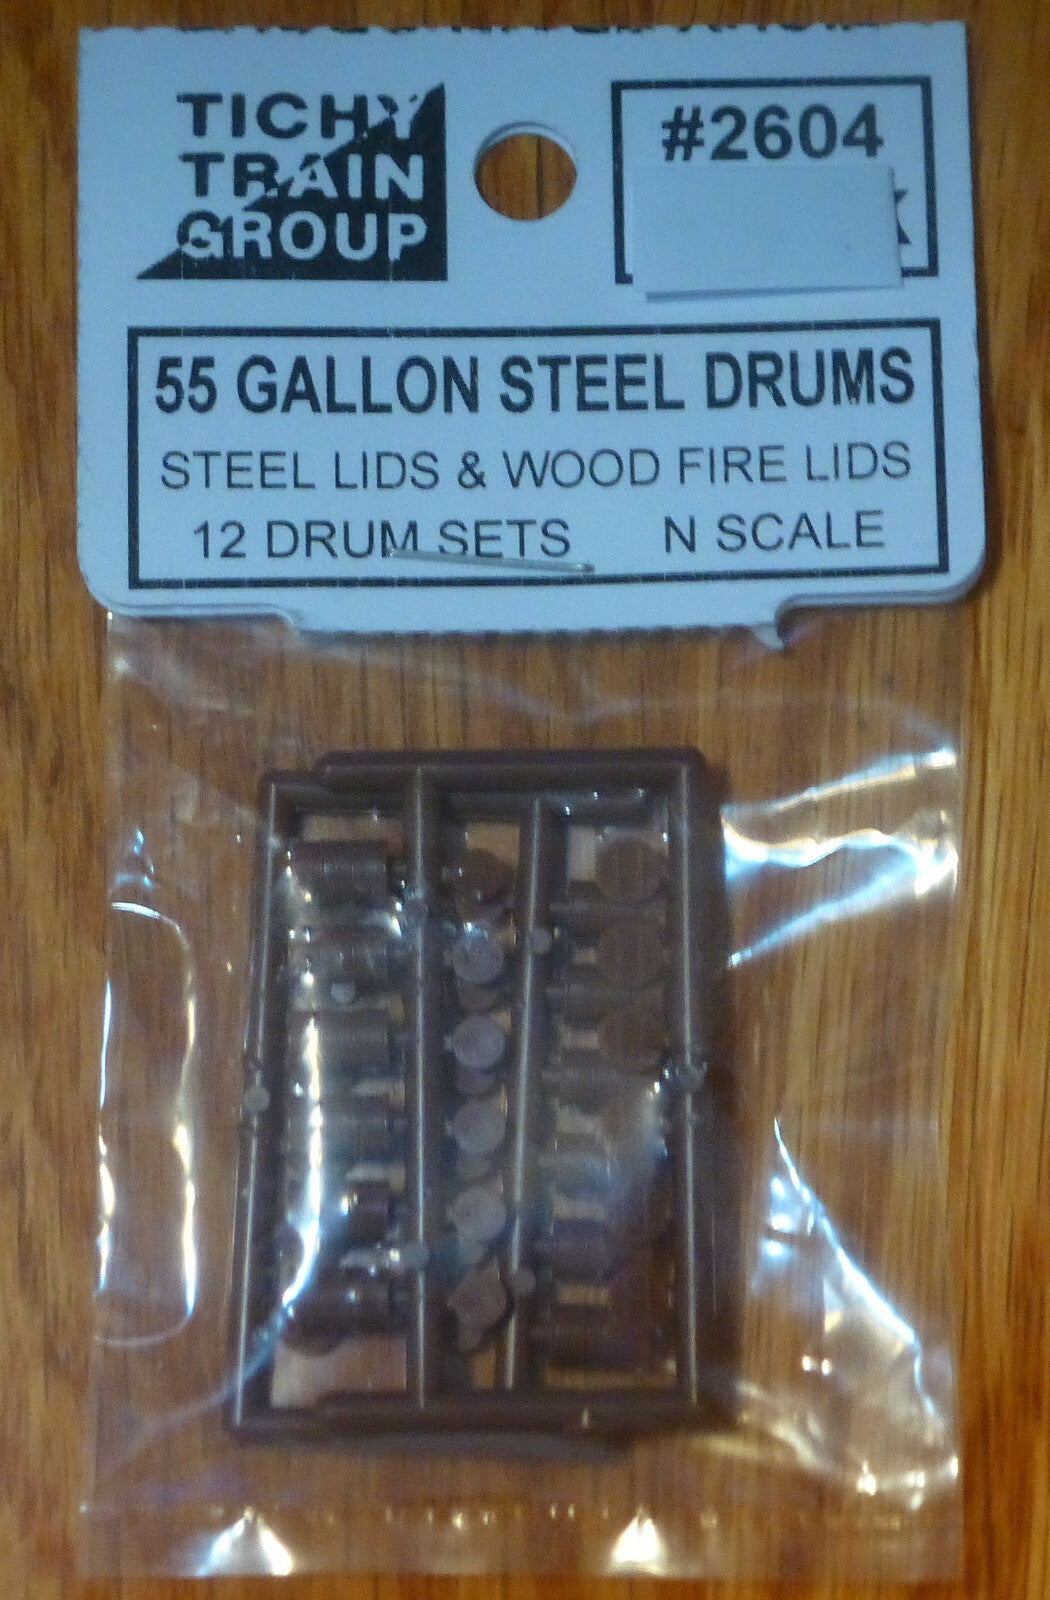 TICHY
TRAIN
GROUP
#2604
55 GALLON STEEL DRUMS
STEEL LIDS & WOOD FIRE LIDS
12 DRUM SETS N SCALE